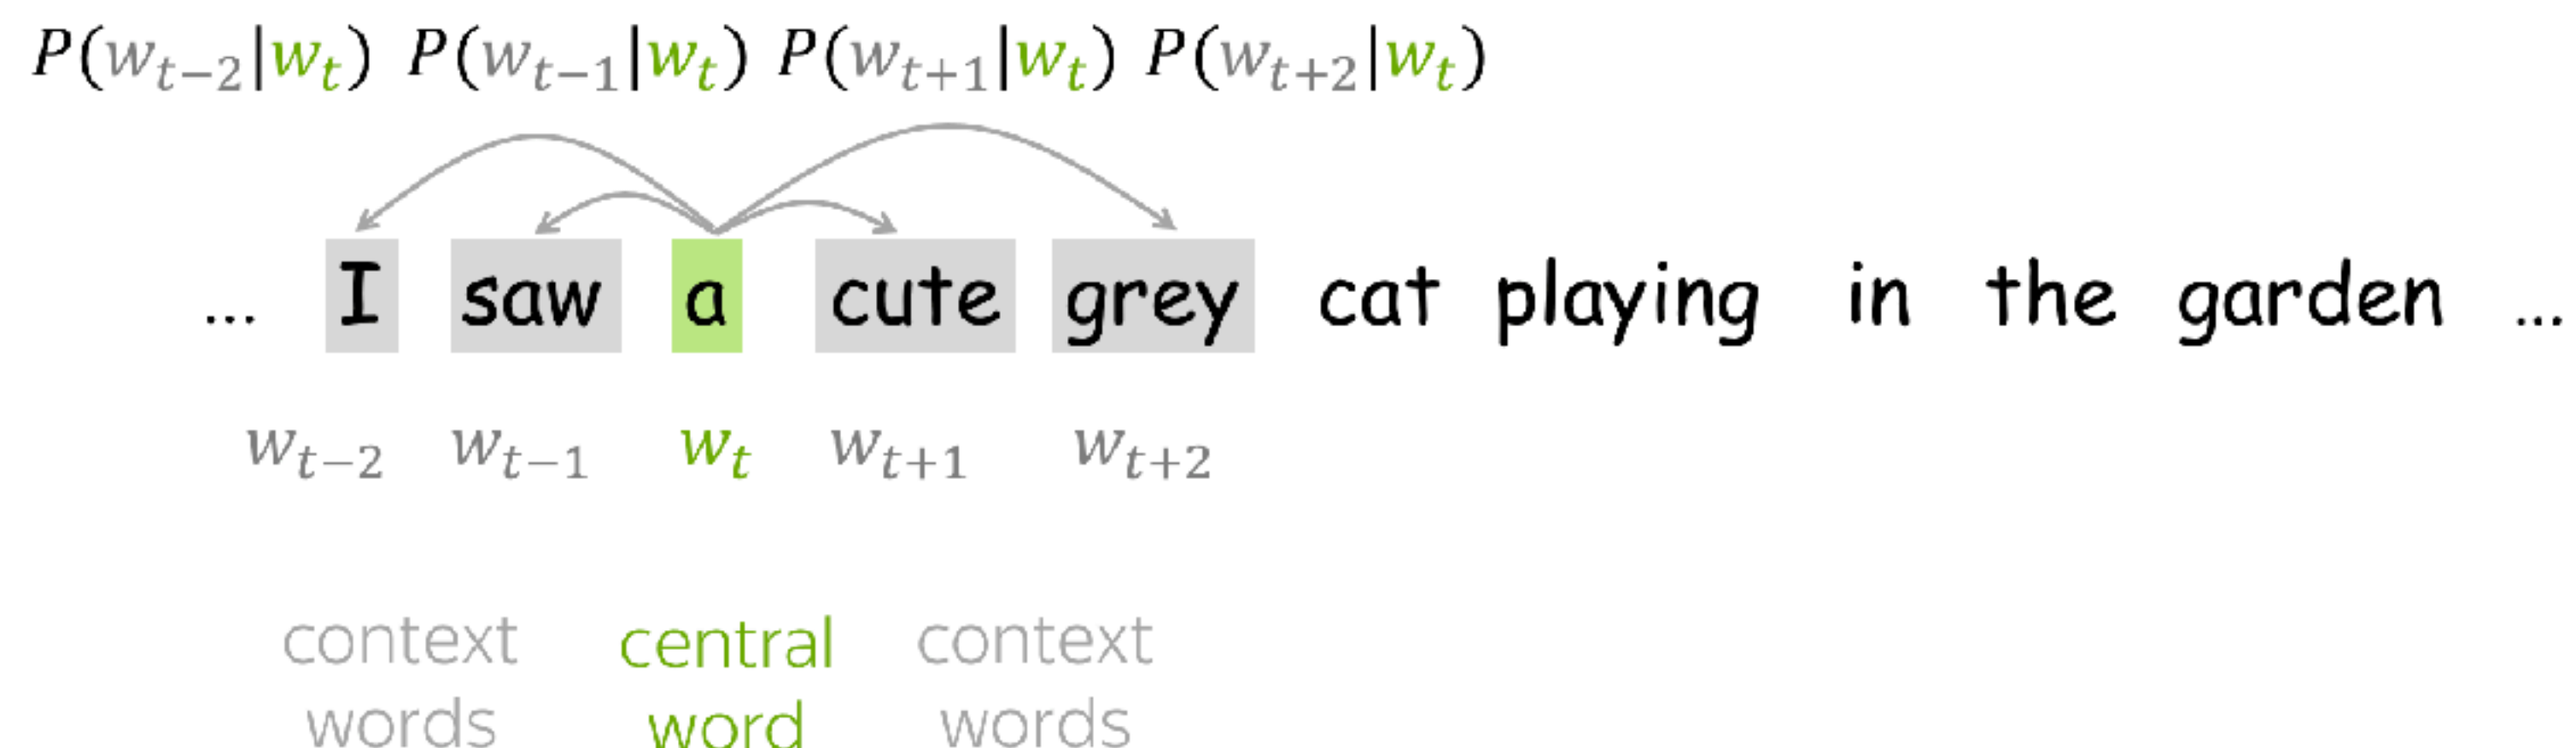 P(w_{t−2}|w_t) P(w_{t−1}|w_t) P(w_{t+1}|w_t) P(w_{t+2}|w_t)
... I saw a cute grey cat playing in the garden ...
w_{t−2} w_{t−1} w_t w_{t+1} w_{t+2}
context central context
words word words